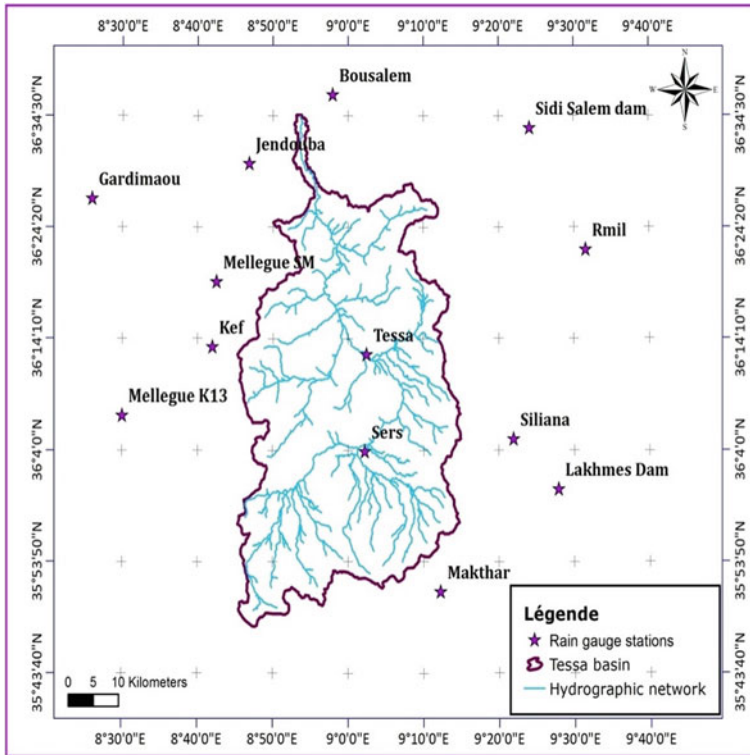 8°30'0"E 8°40'0"E 8°50'0"E 9°0'0"E 9°10'0"E 9°20'0"E 9°30'0"E 9°40'0"E
N
W E
S
Bousalem
Sidi Salem dam
36°34'30"N 36°34'30"N
Jendouba
Gardimaou
36°24'20"N 36°24'20"N
Rmil
Mellegue SM
Kef
Tessa
36°14'10"N 36°14'10"N
Mellegue K13
Siliana
Sers
36°4'0"N 36°4'0"N
Lakhmes Dam
35°53'50"N 35°53'50"N
Makthar
Légende
Rain gauge stations
Tessa basin
Hydrographic network
35°43'40"N 35°43'40"N
0 5 10 Kilometers
8°30'0"E 8°40'0"E 8°50'0"E 9°0'0"E 9°10'0"E 9°20'0"E 9°30'0"E 9°40'0"E